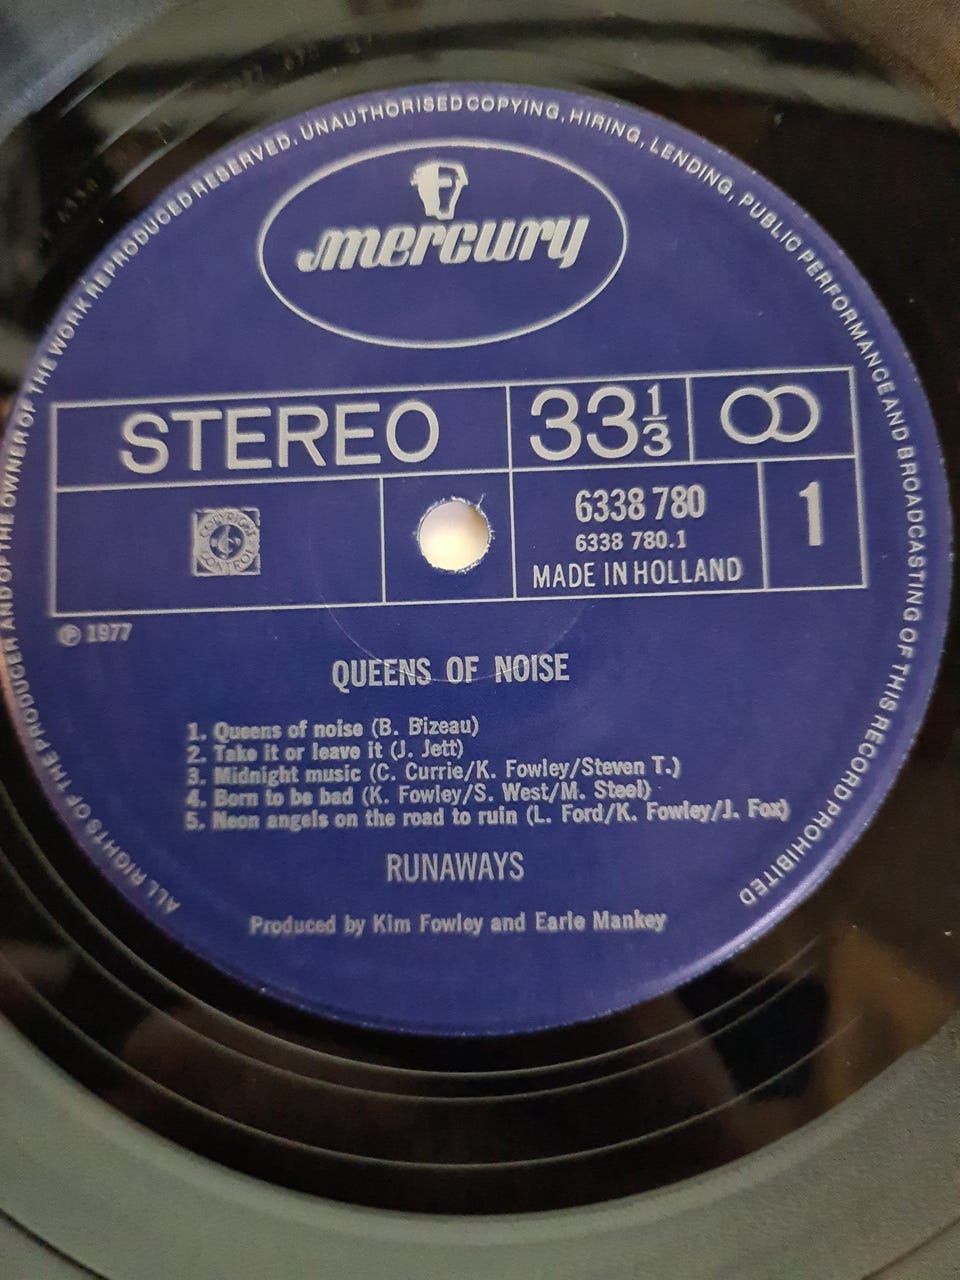 ALL RIGHTS OF THE PRODUCER AND OF THE OWNER OF THE WORK REPRODUCED RESERVED. UNAUTHORISED COPYING, HIRING, LENDING, PUBLIC PERFORMANCE AND BROADCASTING OF THIS RECORD PROHIBITED
mercury
STEREO 33 1/3
COPYRIGHT CONTROL
6338 780 1
6338 780.1
MADE IN HOLLAND
℗ 1977
QUEENS OF NOISE
1. Queens of noise (B. Bizeau)
2. Take it or leave it (J. Jett)
3. Midnight music (C. Currie/K. Fowley/Steven T.)
4. Born to be bad (K. Fowley/S. West/M. Steel)
5. Neon angels on the road to ruin (L. Ford/K. Fowley/J. Fox)
RUNAWAYS
Produced by Kim Fowley and Earle Mankey